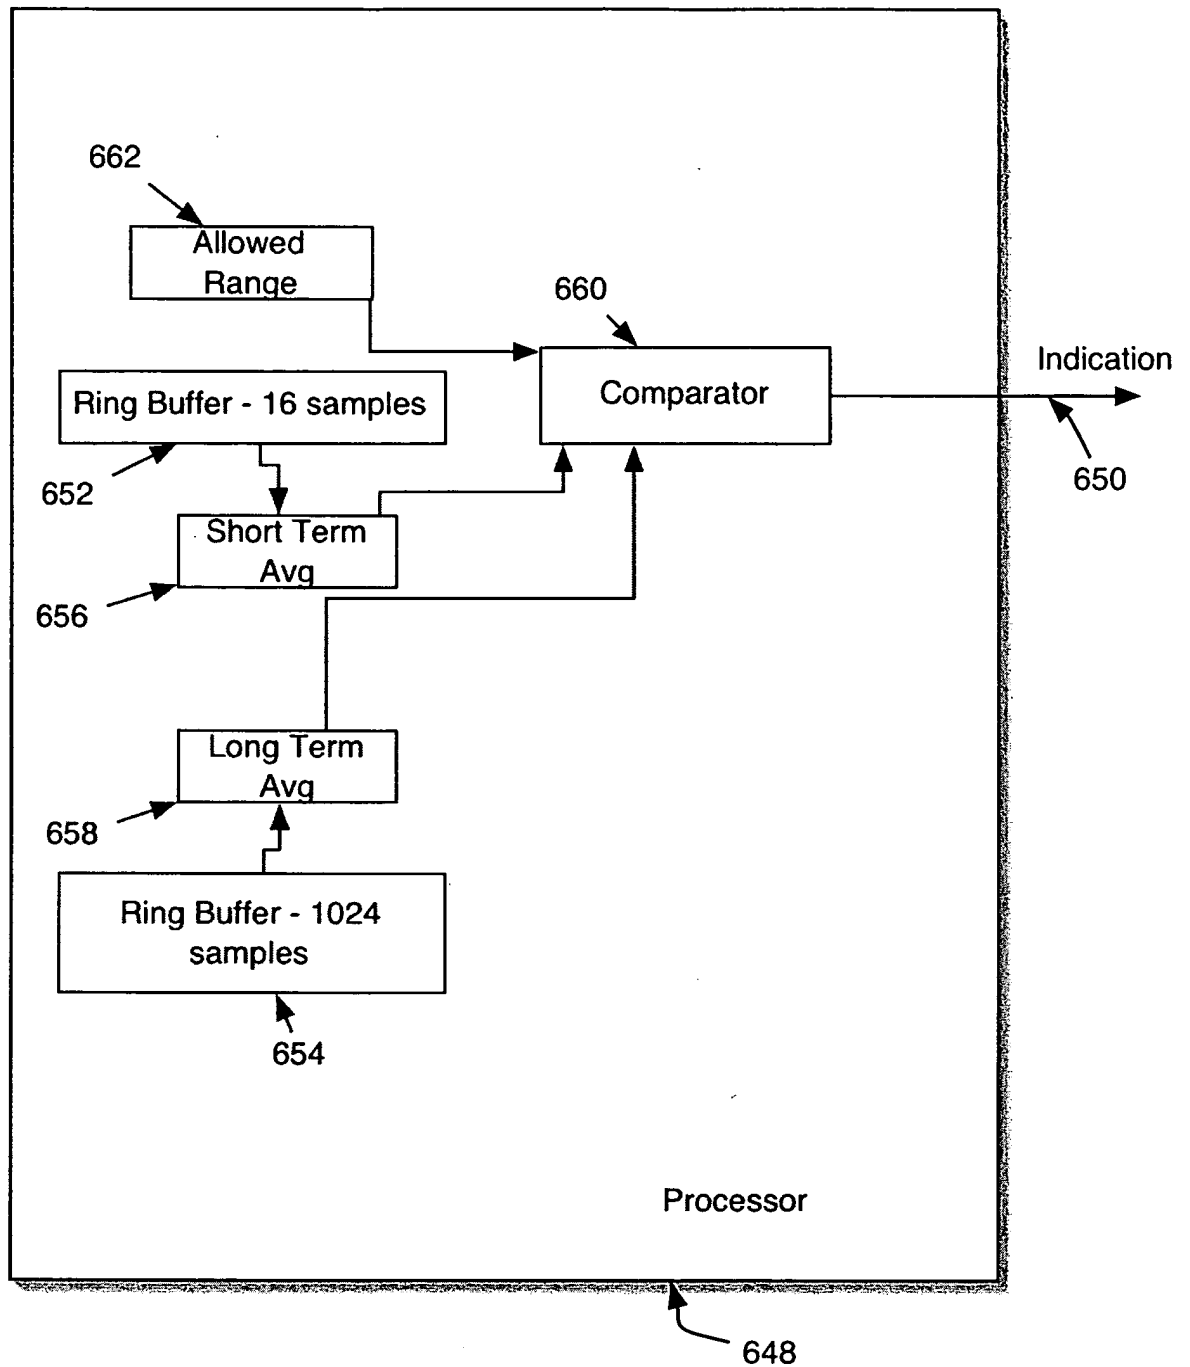 662
Allowed
Range
660
Indication
Comparator
Ring Buffer - 16 samples
650
652
Short Term
Avg
656
Long Term
Avg
658
Ring Buffer - 1024
samples
654
Processor
648